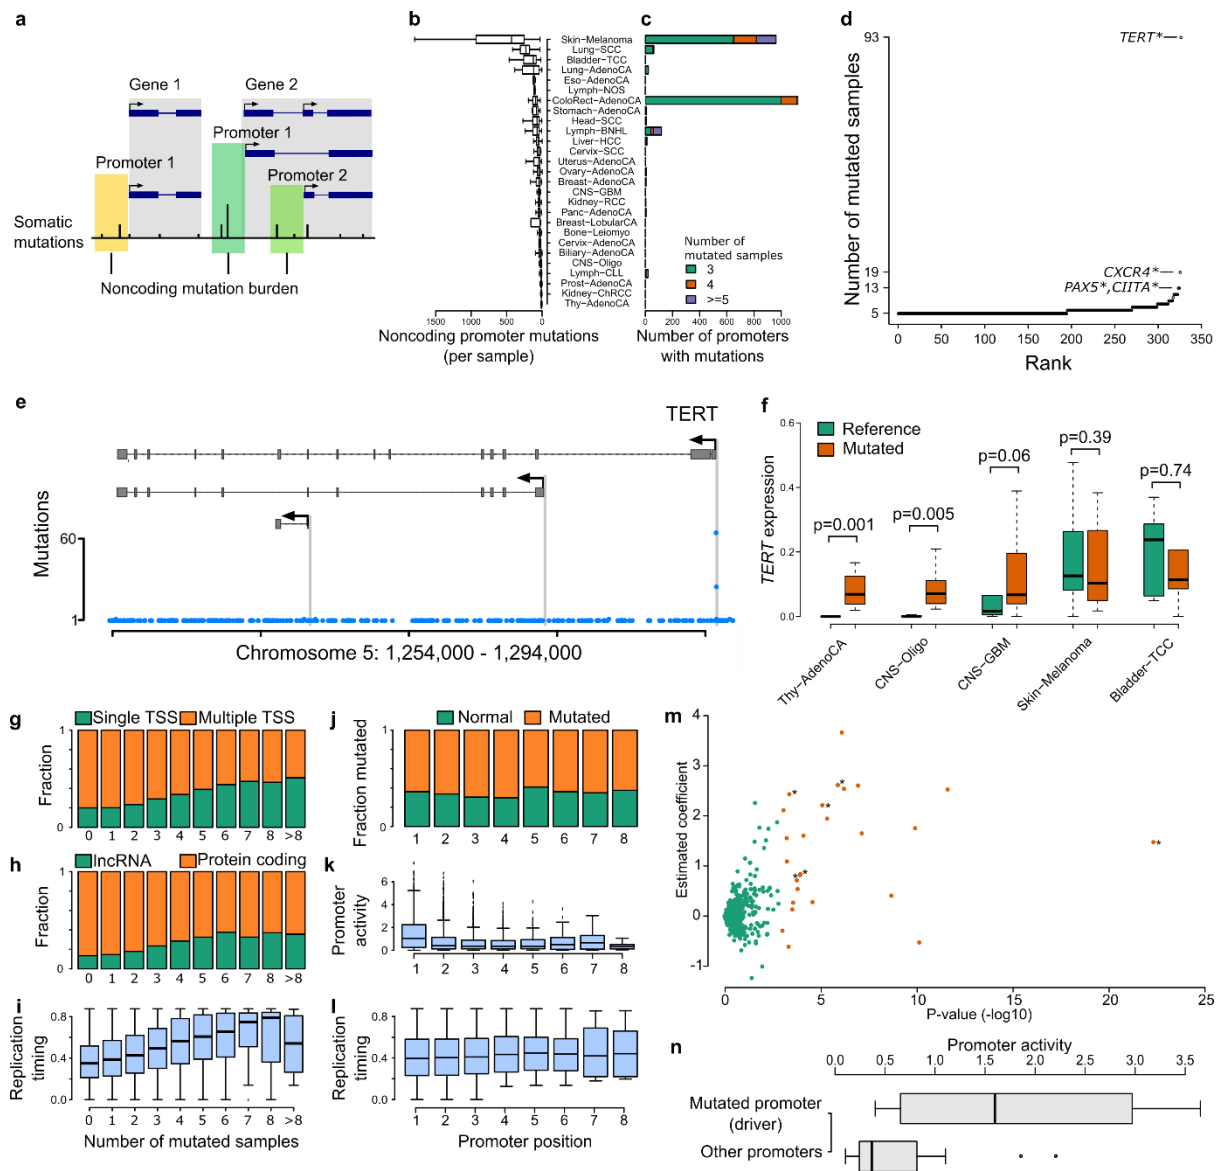 a
Gene 1
Gene 2
Promoter 1
Promoter 1
Promoter 2
Somatic
mutations
Noncoding mutation burden
b
Skin−Melanoma
Lung−SCC
Bladder−TCC
Lung−AdenoCA
Eso−AdenoCA
Lymph−NOS
ColoRect−AdenoCA
Stomach−AdenoCA
Head−SCC
Lymph−BNHL
Liver−HCC
Cervix−SCC
Uterus−AdenoCA
Ovary−AdenoCA
Breast−AdenoCA
CNS−GBM
Kidney−RCC
Panc−AdenoCA
Breast−LobularCA
Bone−Leiomyo
Cervix−AdenoCA
Biliary−AdenoCA
CNS−Oligo
Lymph−CLL
Prost−AdenoCA
Kidney−ChRCC
Thy−AdenoCA
1500 500 0
Noncoding promoter mutations
(per sample)
c
Number of
mutated samples
3
4
>=5
0 200 600 1000
Number of promoters
with mutations
d
Number of mutated samples
93
19
13
5
TERT*
CXCR4*
PAX5*,CIITA*
0 50 100 150 200 250 300 350
Rank
e
TERT
Mutations
60
1
Chromosome 5: 1,254,000 - 1,294,000
f
Reference
Mutated
TERT expression
0.6
0.4
0.2
0.0
p=0.001
p=0.005
p=0.06
p=0.39
p=0.74
Thy−AdenoCA
CNS−Oligo
CNS−GBM
Skin−Melanoma
Bladder−TCC
g
Single TSS Multiple TSS
Fraction
1
0
0 1 2 3 4 5 6 7 8 >8
h
lncRNA Protein coding
Fraction
1
0
0 1 2 3 4 5 6 7 8 >8
i
Replication
timing
0.8
0.4
0.0
0 1 2 3 4 5 6 7 8 >8
Number of mutated samples
j
Normal Mutated
Fraction mutated
1
0
1 2 3 4 5 6 7 8
k
Promoter
activity
6
4
2
0
1 2 3 4 5 6 7 8
l
Replication
timing
0.8
0.4
0.0
1 2 3 4 5 6 7 8
Promoter position
m
Estimated coefficient
4
3
2
1
0
-1
* * * * * *
0 5 10 15 20 25
P-value (-log10)
n
Promoter activity
0.0 0.5 1.0 1.5 2.0 2.5 3.0 3.5
Mutated promoter
(driver)
Other promoters